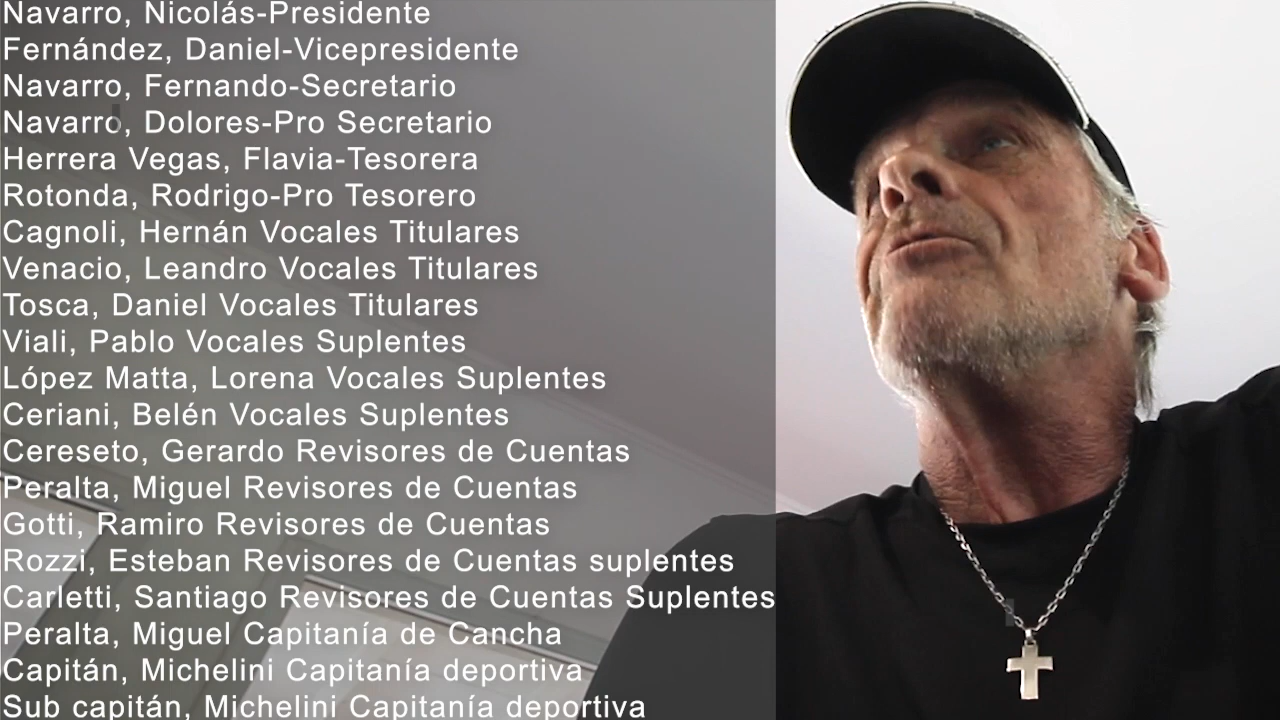 Navarro, Nicolás-Presidente
Fernández, Daniel-Vicepresidente
Navarro, Fernando-Secretario
Navarro, Dolores-Pro Secretario
Herrera Vegas, Flavia-Tesorera
Rotonda, Rodrigo-Pro Tesorero
Cagnoli, Hernán Vocales Titulares
Venacio, Leandro Vocales Titulares
Tosca, Daniel Vocales Titulares
Viali, Pablo Vocales Suplentes
López Matta, Lorena Vocales Suplentes
Ceriani, Belén Vocales Suplentes
Cereseto, Gerardo Revisores de Cuentas
Peralta, Miguel Revisores de Cuentas
Gotti, Ramiro Revisores de Cuentas
Rozzi, Esteban Revisores de Cuentas suplentes
Carletti, Santiago Revisores de Cuentas Suplentes
Peralta, Miguel Capitanía de Cancha
Capitán, Michelini Capitanía deportiva
Sub capitán, Michelini Capitanía deportiva